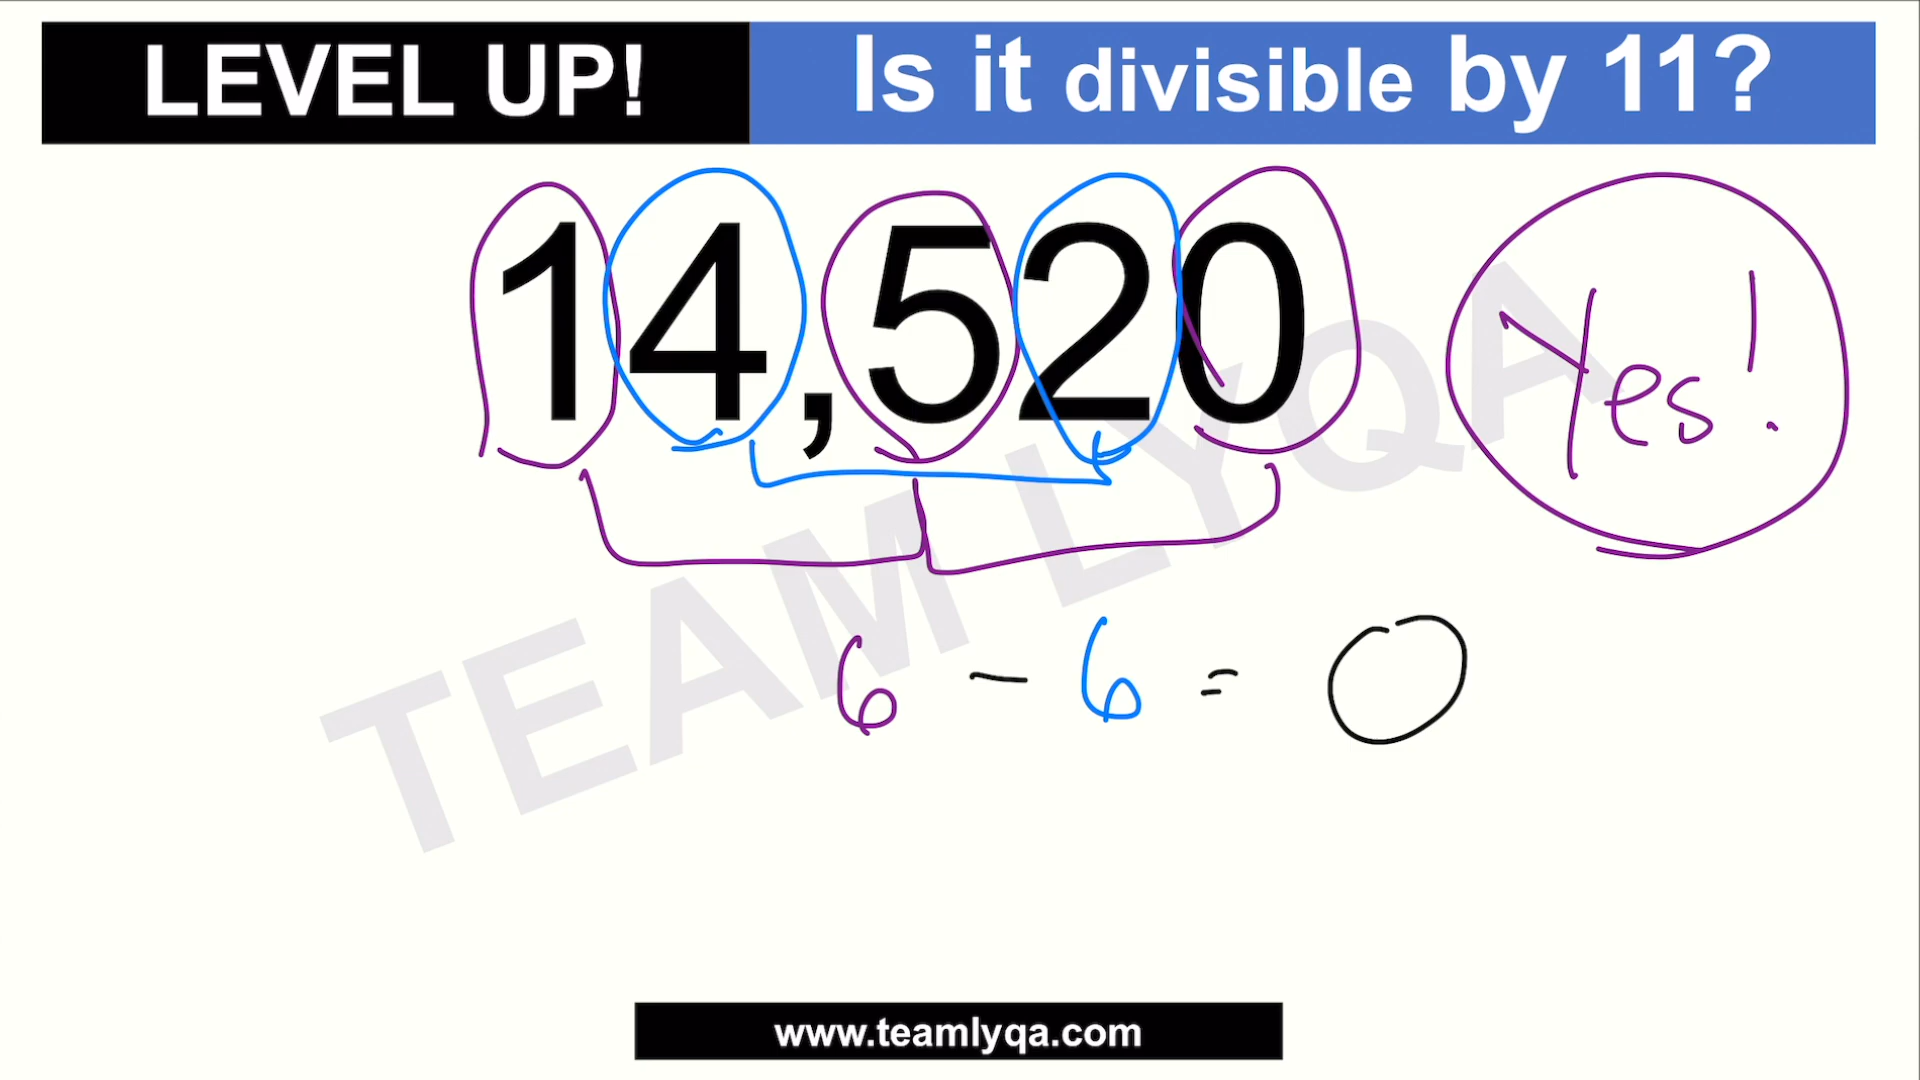 LEVEL UP! Is it divisible by 11?
14,520
Yes!
6 - 6 = 0
TEAM LYQA
www.teamlyqa.com